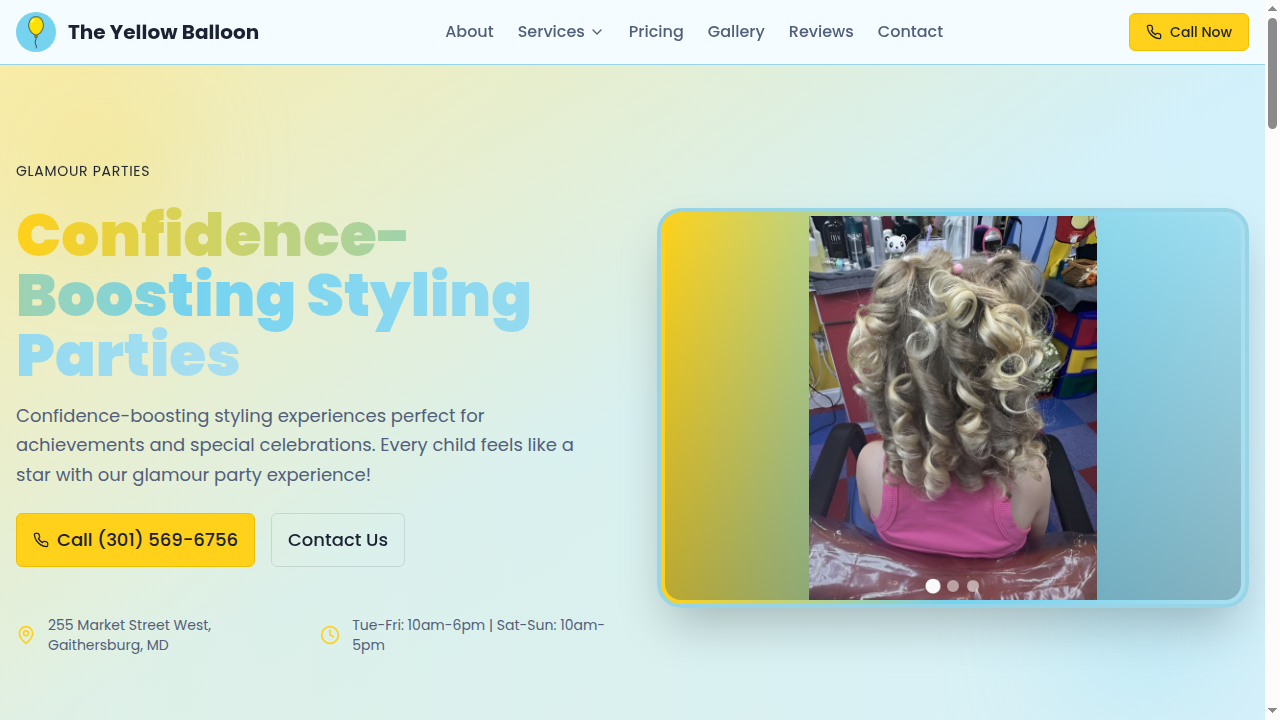 The Yellow Balloon
About
Services
Pricing
Gallery
Reviews
Contact
Call Now
GLAMOUR PARTIES
Confidence-
Boosting Styling
Parties
Confidence-boosting styling experiences perfect for
achievements and special celebrations. Every child feels like a
star with our glamour party experience!
Call (301) 569-6756
Contact Us
255 Market Street West,
Gaithersburg, MD
Tue-Fri: 10am-6pm | Sat-Sun: 10am-
5pm